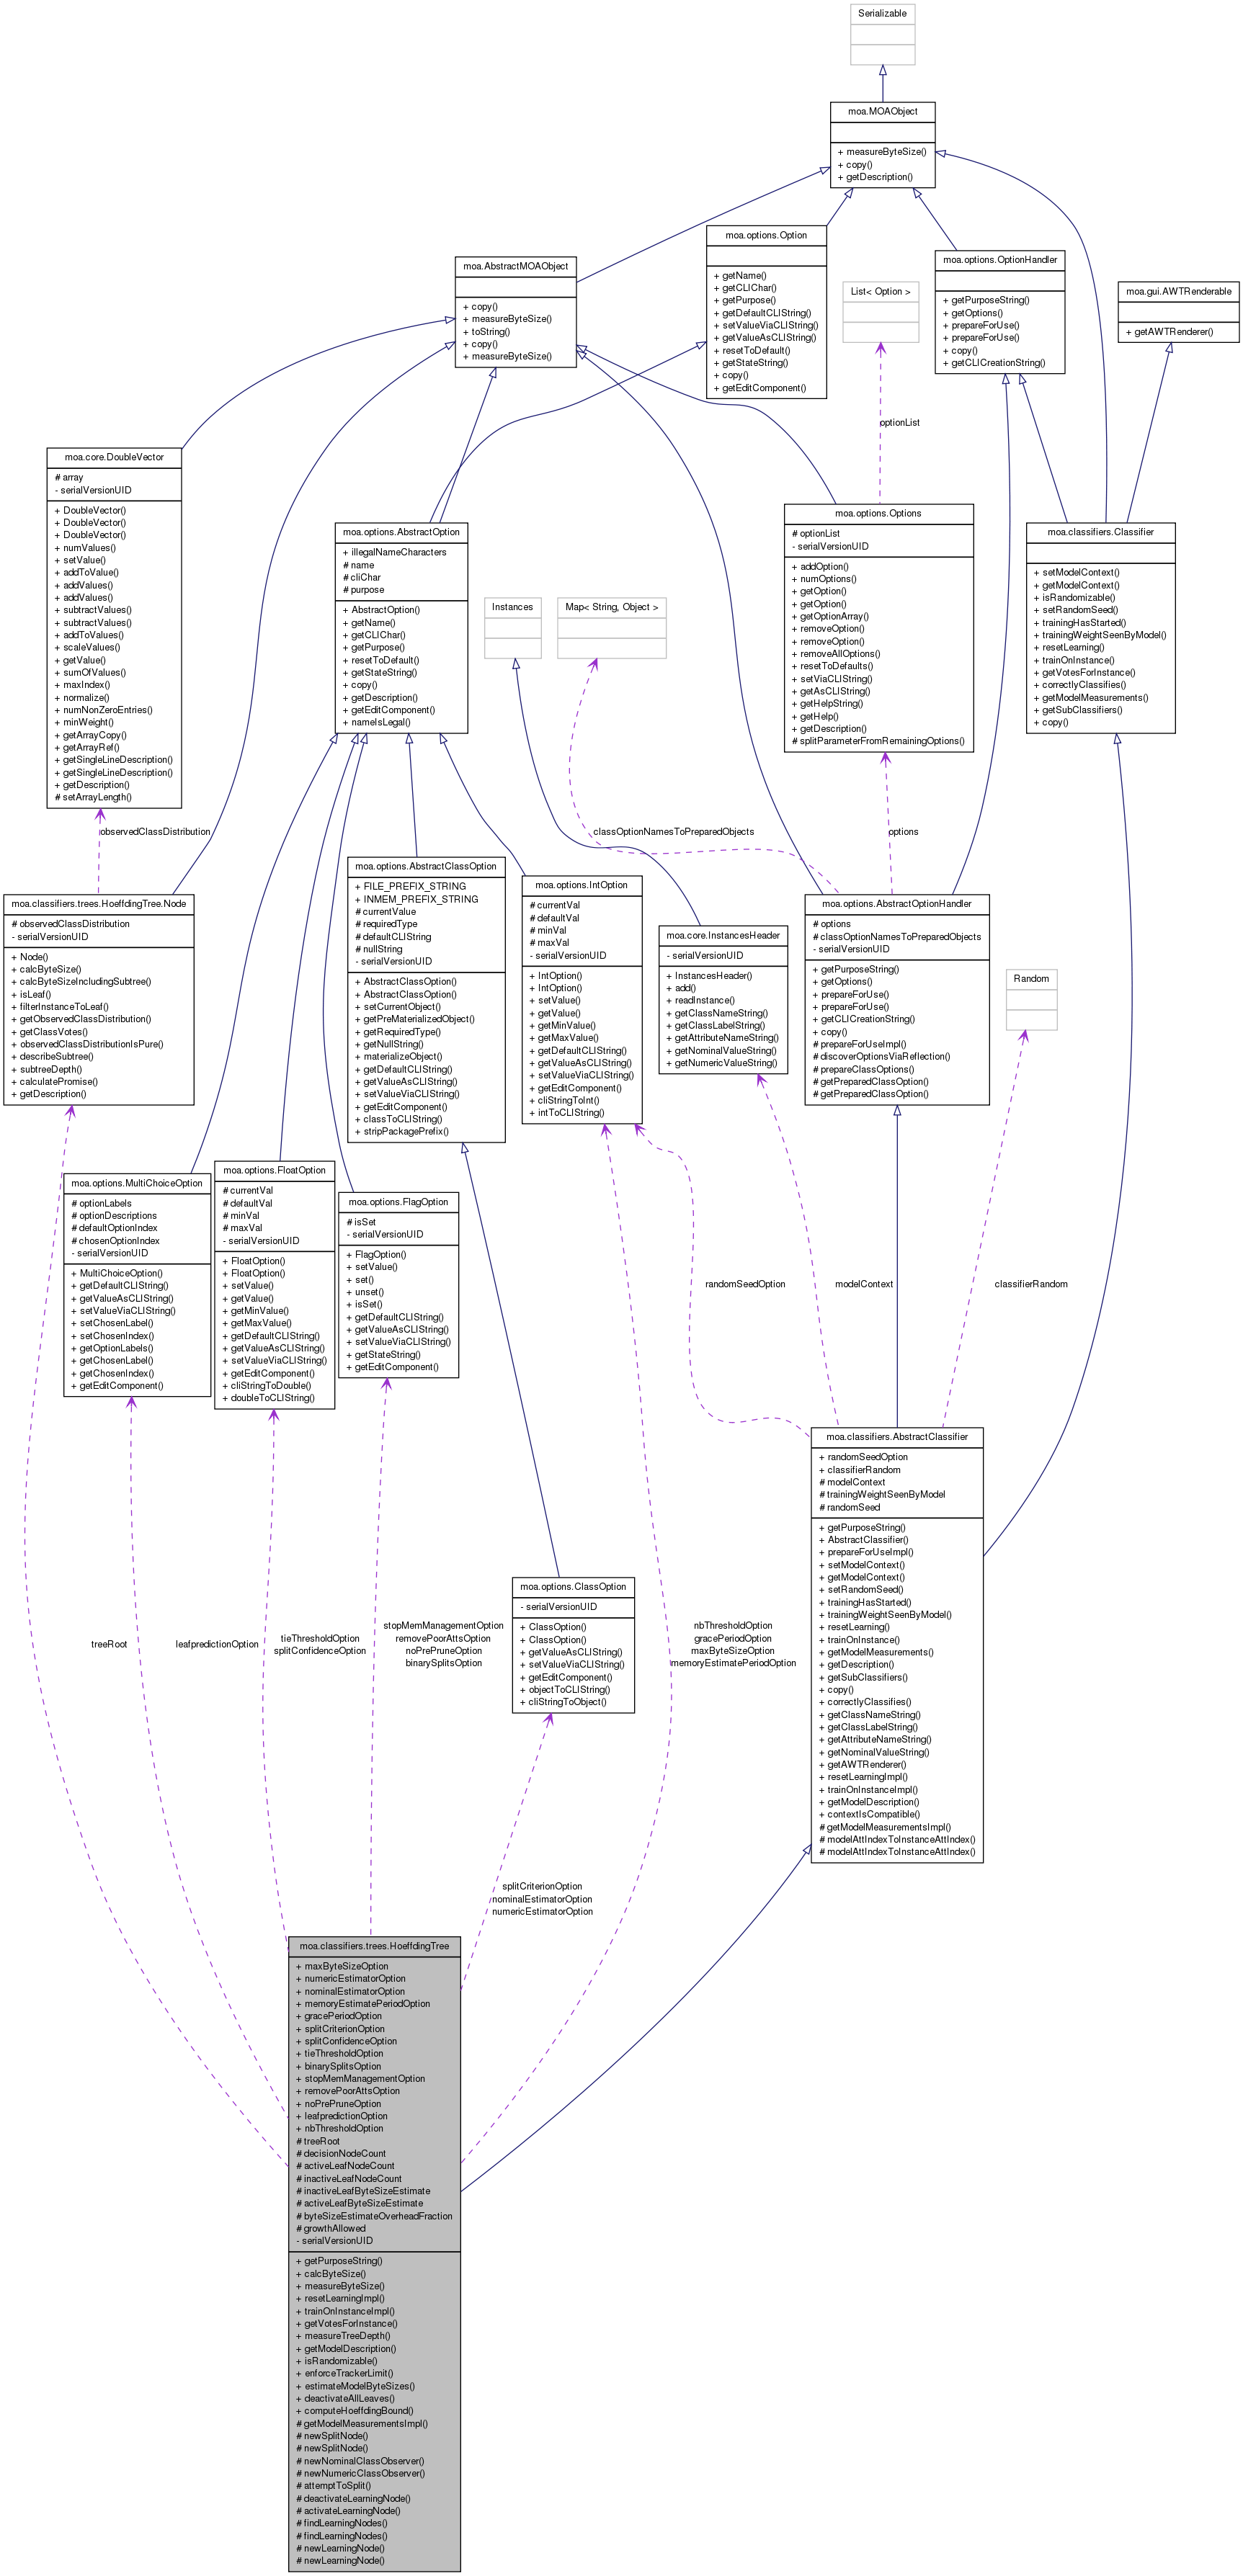 Serializable
moa.MOAObject
+ measureByteSize()
+ copy()
+ getDescription()
moa.options.Option
+ getName()
+ getCLIChar()
+ getPurpose()
+ getDefaultCLIString()
+ setValueViaCLIString()
+ getValueAsCLIString()
+ resetToDefault()
+ getStateString()
+ copy()
+ getEditComponent()
moa.options.OptionHandler
+ getPurposeString()
+ getOptions()
+ prepareForUse()
+ prepareForUse()
+ copy()
+ getCLICreationString()
moa.AbstractMOAObject
+ copy()
+ measureByteSize()
+ toString()
+ copy()
+ measureByteSize()
List< Option >
moa.gui.AWTRenderable
+ getAWTRenderer()
optionList
moa.core.DoubleVector
# array
- serialVersionUID
+ DoubleVector()
+ DoubleVector()
+ DoubleVector()
+ numValues()
+ setValue()
+ addToValue()
+ addValues()
+ addValues()
+ subtractValues()
+ subtractValues()
+ addToValues()
+ scaleValues()
+ getValue()
+ sumOfValues()
+ maxIndex()
+ normalize()
+ numNonZeroEntries()
+ minWeight()
+ getArrayCopy()
+ getArrayRef()
+ getSingleLineDescription()
+ getSingleLineDescription()
+ getDescription()
# setArrayLength()
moa.options.AbstractOption
+ illegalNameCharacters
# name
# cliChar
# purpose
+ AbstractOption()
+ getName()
+ getCLIChar()
+ getPurpose()
+ resetToDefault()
+ getStateString()
+ copy()
+ getDescription()
+ getEditComponent()
+ nameIsLegal()
Instances
Map< String, Object >
moa.options.Options
# optionList
- serialVersionUID
+ addOption()
+ numOptions()
+ getOption()
+ getOption()
+ getOptionArray()
+ removeOption()
+ removeOption()
+ removeAllOptions()
+ resetToDefaults()
+ setViaCLIString()
+ getAsCLIString()
+ getHelpString()
+ getHelp()
+ getDescription()
# splitParameterFromRemainingOptions()
moa.classifiers.Classifier
+ setModelContext()
+ getModelContext()
+ isRandomizable()
+ setRandomSeed()
+ trainingHasStarted()
+ trainingWeightSeenByModel()
+ resetLearning()
+ trainOnInstance()
+ getVotesForInstance()
+ correctlyClassifies()
+ getModelMeasurements()
+ getSubClassifiers()
+ copy()
observedClassDistribution
classOptionNamesToPreparedObjects
options
moa.classifiers.trees.HoeffdingTree.Node
# observedClassDistribution
- serialVersionUID
+ Node()
+ calcByteSize()
+ calcByteSizeIncludingSubtree()
+ isLeaf()
+ filterInstanceToLeaf()
+ getObservedClassDistribution()
+ getClassVotes()
+ observedClassDistributionIsPure()
+ describeSubtree()
+ subtreeDepth()
+ calculatePromise()
+ getDescription()
moa.options.AbstractClassOption
+ FILE_PREFIX_STRING
+ INMEM_PREFIX_STRING
# currentValue
# requiredType
# defaultCLIString
# nullString
- serialVersionUID
+ AbstractClassOption()
+ AbstractClassOption()
+ setCurrentObject()
+ getPreMaterializedObject()
+ getRequiredType()
+ getNullString()
+ materializeObject()
+ getDefaultCLIString()
+ getValueAsCLIString()
+ setValueViaCLIString()
+ getEditComponent()
+ classToCLIString()
+ stripPackagePrefix()
moa.options.IntOption
# currentVal
# defaultVal
# minVal
# maxVal
- serialVersionUID
+ IntOption()
+ IntOption()
+ setValue()
+ getValue()
+ getMinValue()
+ getMaxValue()
+ getDefaultCLIString()
+ getValueAsCLIString()
+ setValueViaCLIString()
+ getEditComponent()
+ cliStringToInt()
+ intToCLIString()
moa.core.InstancesHeader
- serialVersionUID
+ InstancesHeader()
+ add()
+ readInstance()
+ getClassNameString()
+ getClassLabelString()
+ getAttributeNameString()
+ getNominalValueString()
+ getNumericValueString()
moa.options.AbstractOptionHandler
# options
# classOptionNamesToPreparedObjects
- serialVersionUID
+ getPurposeString()
+ getOptions()
+ prepareForUse()
+ prepareForUse()
+ getCLICreationString()
+ copy()
# prepareForUseImpl()
# discoverOptionsViaReflection()
# prepareClassOptions()
# getPreparedClassOption()
# getPreparedClassOption()
Random
moa.options.MultiChoiceOption
# optionLabels
# optionDescriptions
# defaultOptionIndex
# chosenOptionIndex
- serialVersionUID
+ MultiChoiceOption()
+ getDefaultCLIString()
+ getValueAsCLIString()
+ setValueViaCLIString()
+ setChosenLabel()
+ setChosenIndex()
+ getOptionLabels()
+ getChosenLabel()
+ getChosenIndex()
+ getEditComponent()
moa.options.FloatOption
# currentVal
# defaultVal
# minVal
# maxVal
- serialVersionUID
+ FloatOption()
+ FloatOption()
+ setValue()
+ getValue()
+ getMinValue()
+ getMaxValue()
+ getDefaultCLIString()
+ getValueAsCLIString()
+ setValueViaCLIString()
+ getEditComponent()
+ cliStringToDouble()
+ doubleToCLIString()
moa.options.FlagOption
# isSet
- serialVersionUID
+ FlagOption()
+ setValue()
+ set()
+ unset()
+ isSet()
+ getDefaultCLIString()
+ getValueAsCLIString()
+ setValueViaCLIString()
+ getStateString()
+ getEditComponent()
randomSeedOption
modelContext
classifierRandom
moa.classifiers.AbstractClassifier
+ randomSeedOption
+ classifierRandom
# modelContext
# trainingWeightSeenByModel
# randomSeed
+ getPurposeString()
+ AbstractClassifier()
+ prepareForUseImpl()
+ setModelContext()
+ getModelContext()
+ setRandomSeed()
+ trainingHasStarted()
+ trainingWeightSeenByModel()
+ resetLearning()
+ trainOnInstance()
+ getModelMeasurements()
+ getDescription()
+ getSubClassifiers()
+ copy()
+ correctlyClassifies()
+ getClassNameString()
+ getClassLabelString()
+ getAttributeNameString()
+ getNominalValueString()
+ getAWTRenderer()
+ resetLearningImpl()
+ trainOnInstanceImpl()
+ getModelDescription()
+ contextIsCompatible()
# getModelMeasurementsImpl()
# modelAttIndexToInstanceAttIndex()
# modelAttIndexToInstanceAttIndex()
moa.options.ClassOption
- serialVersionUID
+ ClassOption()
+ ClassOption()
+ getValueAsCLIString()
+ setValueViaCLIString()
+ getEditComponent()
+ objectToCLIString()
+ cliStringToObject()
treeRoot
leafpredictionOption
tieThresholdOption
splitConfidenceOption
stopMemManagementOption
removePoorAttsOption
noPrePruneOption
binarySplitsOption
nbThresholdOption
gracePeriodOption
maxByteSizeOption
memoryEstimatePeriodOption
splitCriterionOption
nominalEstimatorOption
numericEstimatorOption
moa.classifiers.trees.HoeffdingTree
+ maxByteSizeOption
+ numericEstimatorOption
+ nominalEstimatorOption
+ memoryEstimatePeriodOption
+ gracePeriodOption
+ splitCriterionOption
+ splitConfidenceOption
+ tieThresholdOption
+ binarySplitsOption
+ stopMemManagementOption
+ removePoorAttsOption
+ noPrePruneOption
+ leafpredictionOption
+ nbThresholdOption
# treeRoot
# decisionNodeCount
# activeLeafNodeCount
# inactiveLeafNodeCount
# inactiveLeafByteSizeEstimate
# activeLeafByteSizeEstimate
# byteSizeEstimateOverheadFraction
# growthAllowed
- serialVersionUID
+ getPurposeString()
+ calcByteSize()
+ measureByteSize()
+ resetLearningImpl()
+ trainOnInstanceImpl()
+ getVotesForInstance()
+ measureTreeDepth()
+ getModelDescription()
+ isRandomizable()
+ enforceTrackerLimit()
+ estimateModelByteSizes()
+ deactivateAllLeaves()
+ computeHoeffdingBound()
# getModelMeasurementsImpl()
# newSplitNode()
# newSplitNode()
# newNominalClassObserver()
# newNumericClassObserver()
# attemptToSplit()
# deactivateLearningNode()
# activateLearningNode()
# findLearningNodes()
# findLearningNodes()
# newLearningNode()
# newLearningNode()